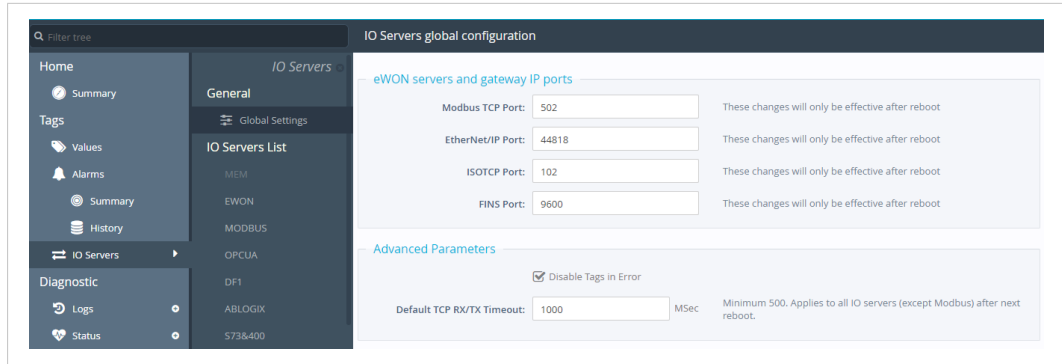 Filter tree
IO Servers global configuration
Home
Summary
Tags
Values
Alarms
Summary
History
IO Servers
Diagnostic
Logs
Status
IO Servers
General
Global Settings
IO Servers List
MEM
EWON
MODBUS
OPCUA
DF1
ABLOGIX
S73&400
eWON servers and gateway IP ports
Modbus TCP Port: 502 These changes will only be effective after reboot
EtherNet/IP Port: 44818 These changes will only be effective after reboot
ISOTCP Port: 102 These changes will only be effective after reboot
FINS Port: 9600 These changes will only be effective after reboot
Advanced Parameters
Disable Tags in Error
Default TCP RX/TX Timeout: 1000 MSec Minimum 500. Applies to all IO servers (except Modbus) after next
reboot.